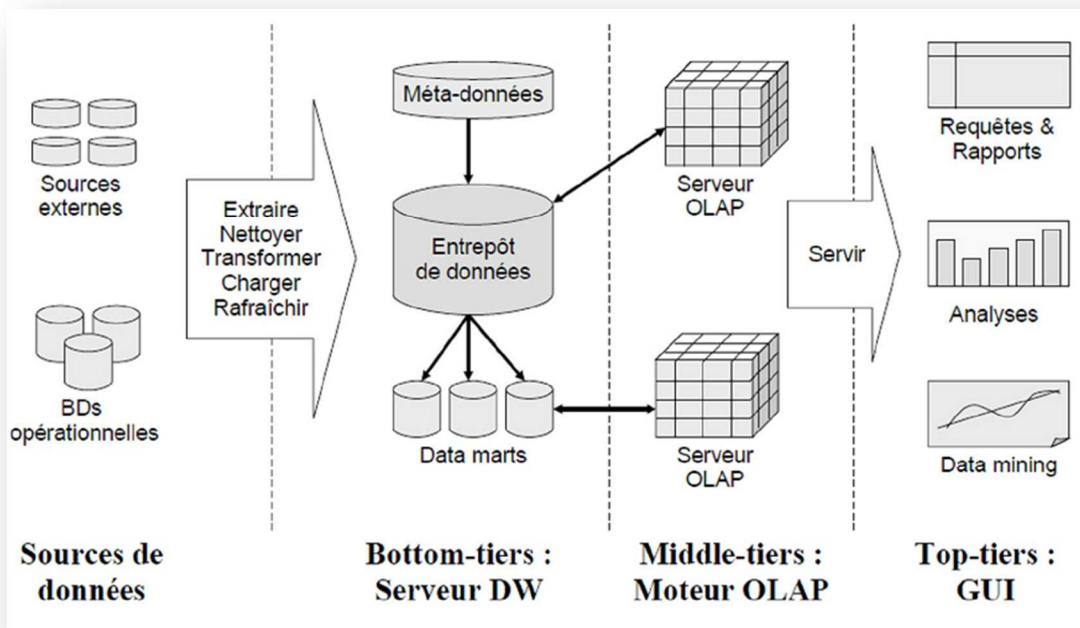 Sources
externes
BDs
opérationnelles
Extraire
Nettoyer
Transformer
Charger
Rafraîchir
Méta-données
Entrepôt
de données
Data marts
Serveur
OLAP
Serveur
OLAP
Servir
Requêtes &
Rapports
Analyses
Data mining
Sources de
données
Bottom-tiers :
Serveur DW
Middle-tiers :
Moteur OLAP
Top-tiers :
GUI